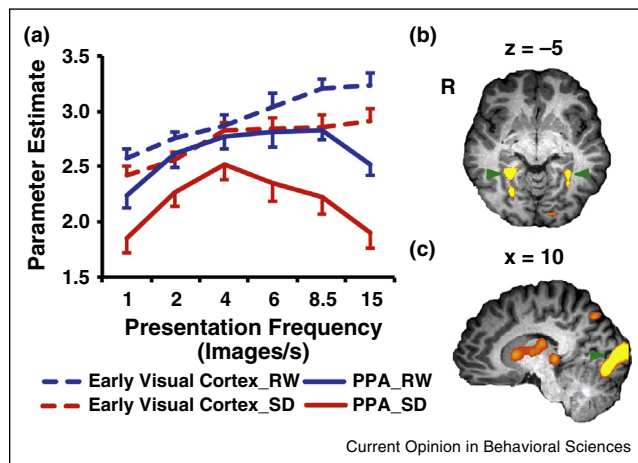 (a)
Parameter Estimate
3.5
3.0
2.5
2.0
1.5
1 2 4 6 8.5 15
Presentation Frequency
(Images/s)
Early Visual Cortex_RW PPA_RW
Early Visual Cortex_SD PPA_SD
(b)
z = –5
R
(c)
x = 10
Current Opinion in Behavioral Sciences